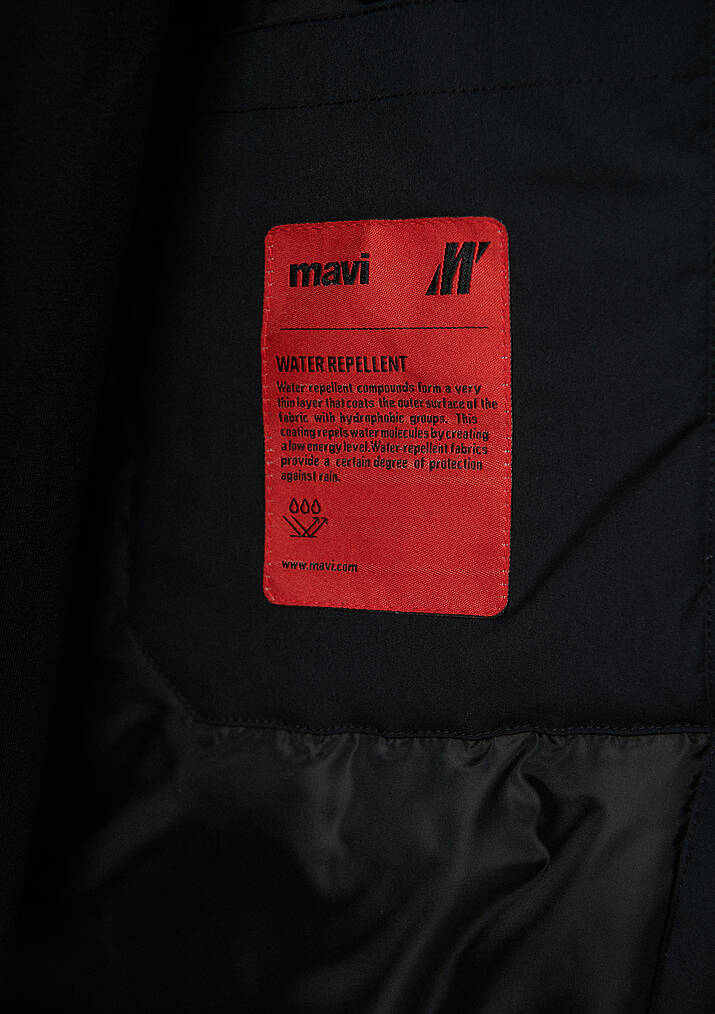 mavi M
WATER REPELLENT
Water repellent compounds form a very
thin layer that coats the outer surface of the
fabric with hydrophobic groups. This
coating repels water molecules by creating
a low energy level.Water-repellent fabrics
provide a certain degree of protection
against rain.
www.mavi.com